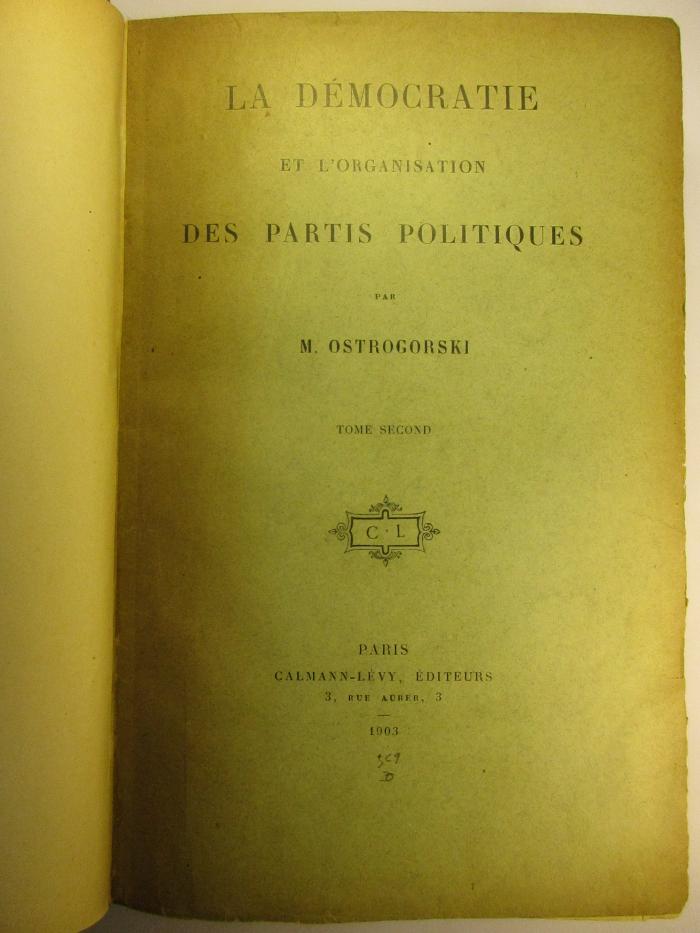 LA DÉMOCRATIE
ET L'ORGANISATION
DES PARTIS POLITIQUES
PAR
M. OSTROGORSKI
TOME SECOND
C · L
PARIS
CALMANN-LÉVY, ÉDITEURS
3, RUE AUBER, 3
1903